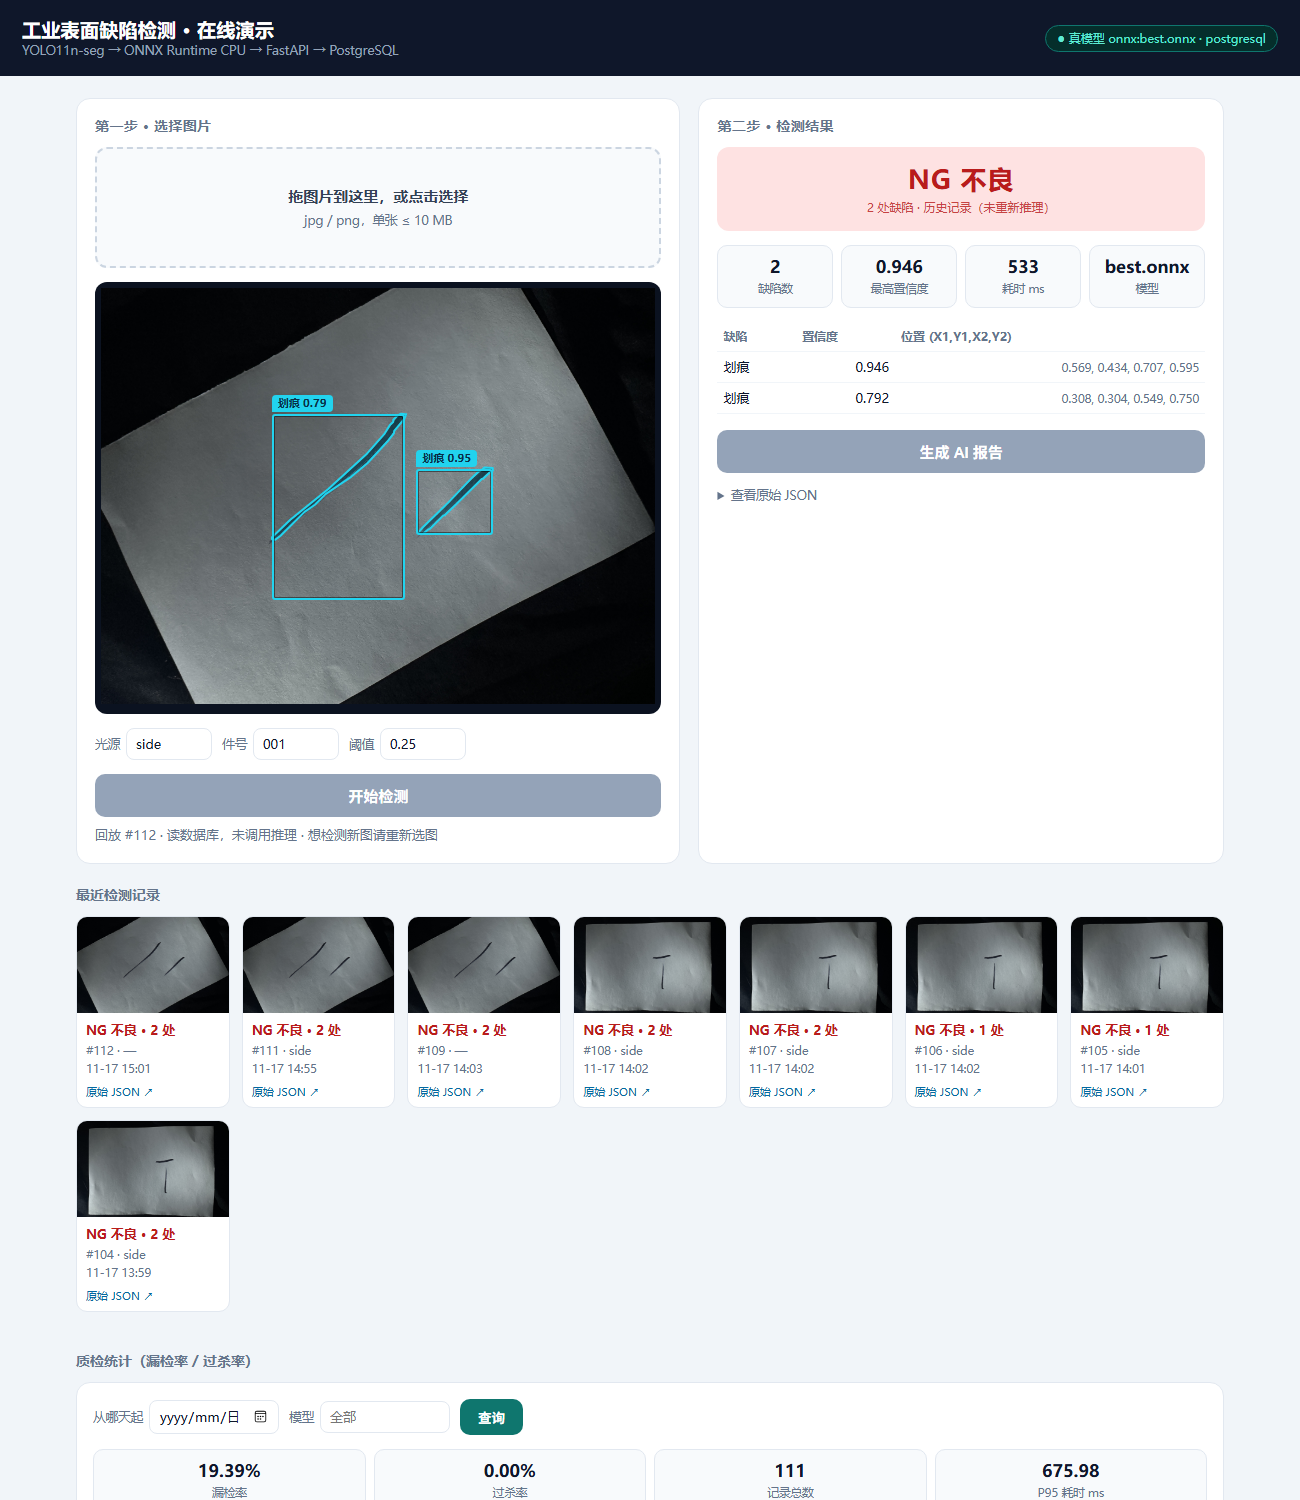 工业表面缺陷检测 • 在线演示
YOLO11n-seg → ONNX Runtime CPU → FastAPI → PostgreSQL
● 真模型 onnx:best.onnx · postgresql
第一步 • 选择图片
拖图片到这里，或点击选择
jpg / png，单张 ≤ 10 MB
划痕 0.79
划痕 0.95
光源 side 件号 001 阈值 0.25
开始检测
回放 #112 · 读数据库，未调用推理 · 想检测新图请重新选图
第二步 • 检测结果
NG 不良
2 处缺陷 · 历史记录（未重新推理）
2 0.946 533 best.onnx
缺陷数 最高置信度 耗时 ms 模型
缺陷 置信度 位置 (X1,Y1,X2,Y2)
划痕 0.946 0.569, 0.434, 0.707, 0.595
划痕 0.792 0.308, 0.304, 0.549, 0.750
生成 AI 报告
▶ 查看原始 JSON
最近检测记录
NG 不良 • 2 处
#112 · —
11-17 15:01
原始 JSON ↗
NG 不良 • 2 处
#111 · side
11-17 14:55
原始 JSON ↗
NG 不良 • 2 处
#109 · —
11-17 14:03
原始 JSON ↗
NG 不良 • 2 处
#108 · side
11-17 14:02
原始 JSON ↗
NG 不良 • 2 处
#107 · side
11-17 14:02
原始 JSON ↗
NG 不良 • 1 处
#106 · side
11-17 14:02
原始 JSON ↗
NG 不良 • 1 处
#105 · side
11-17 14:01
原始 JSON ↗
NG 不良 • 2 处
#104 · side
11-17 13:59
原始 JSON ↗
质检统计（漏检率 / 过杀率）
从哪天起 yyyy/mm/日 模型 全部 查询
19.39% 0.00% 111 675.98
漏检率 过杀率 记录总数 P95 耗时 ms